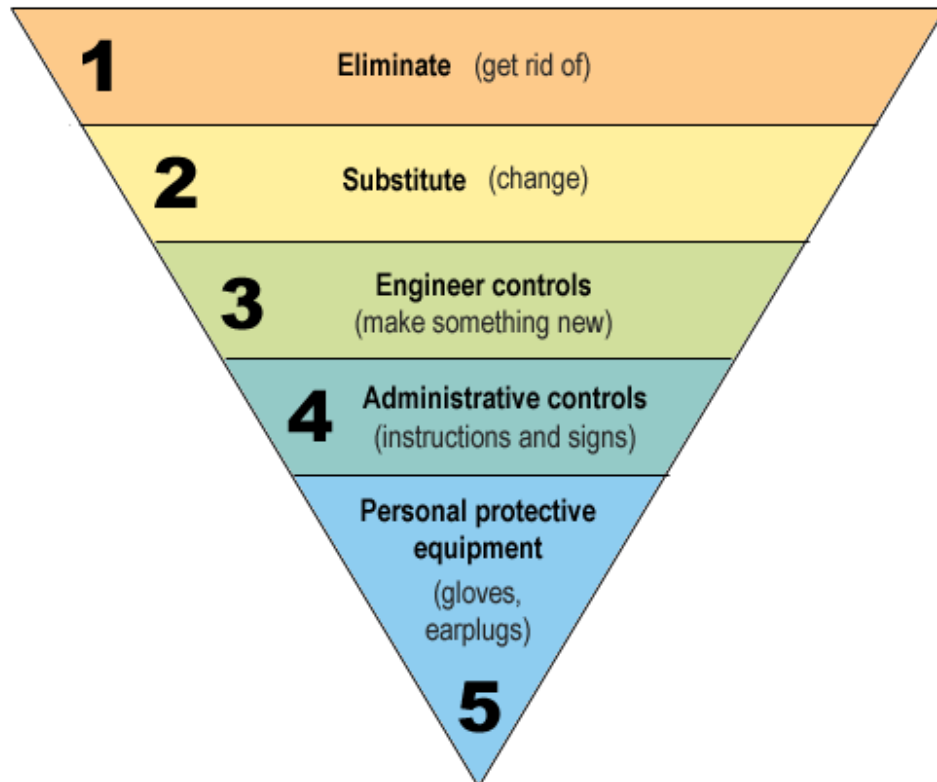 1 Eliminate (get rid of)
2 Substitute (change)
3 Engineer controls
(make something new)
4 Administrative controls
(instructions and signs)
Personal protective
equipment
(gloves,
earplugs)
5